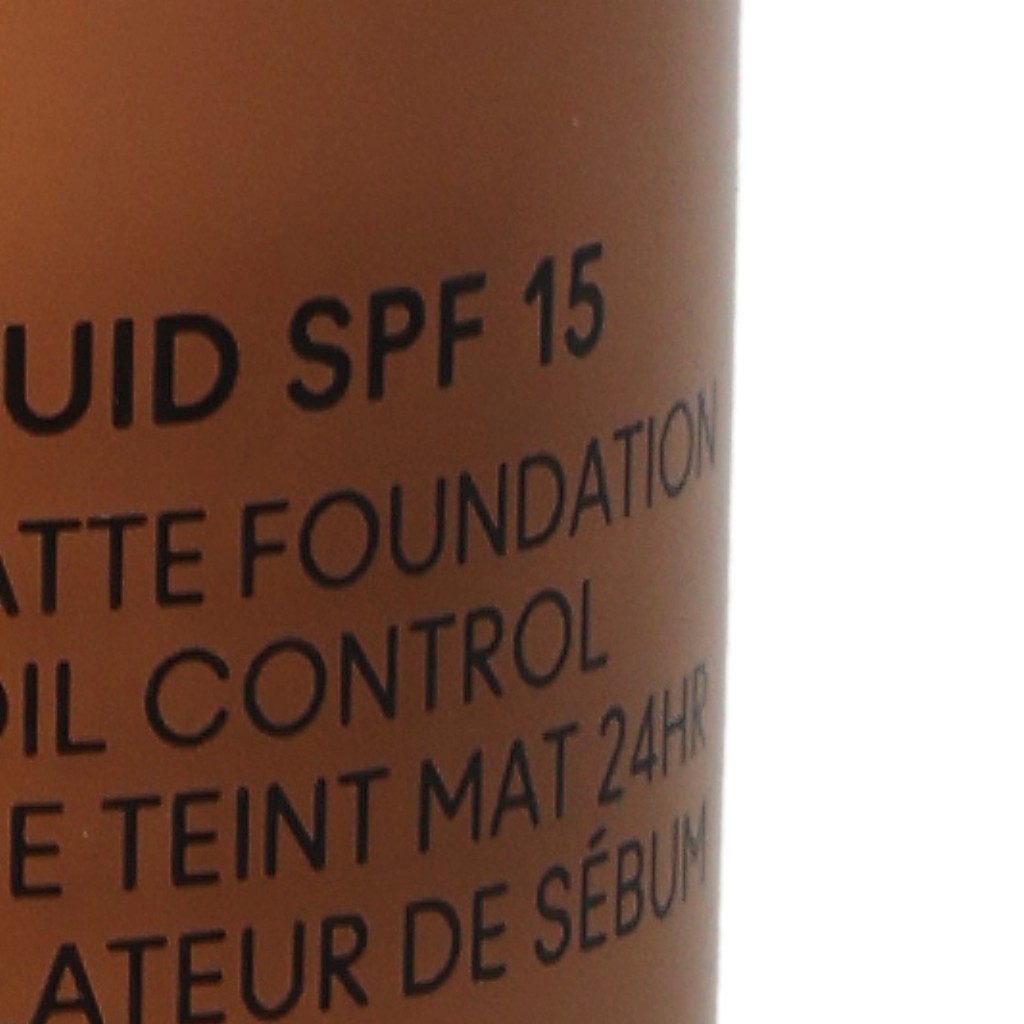 UID SPF 15
ATTE FOUNDATION
OIL CONTROL
E TEINT MAT 24HR
ATEUR DE SÉBUM